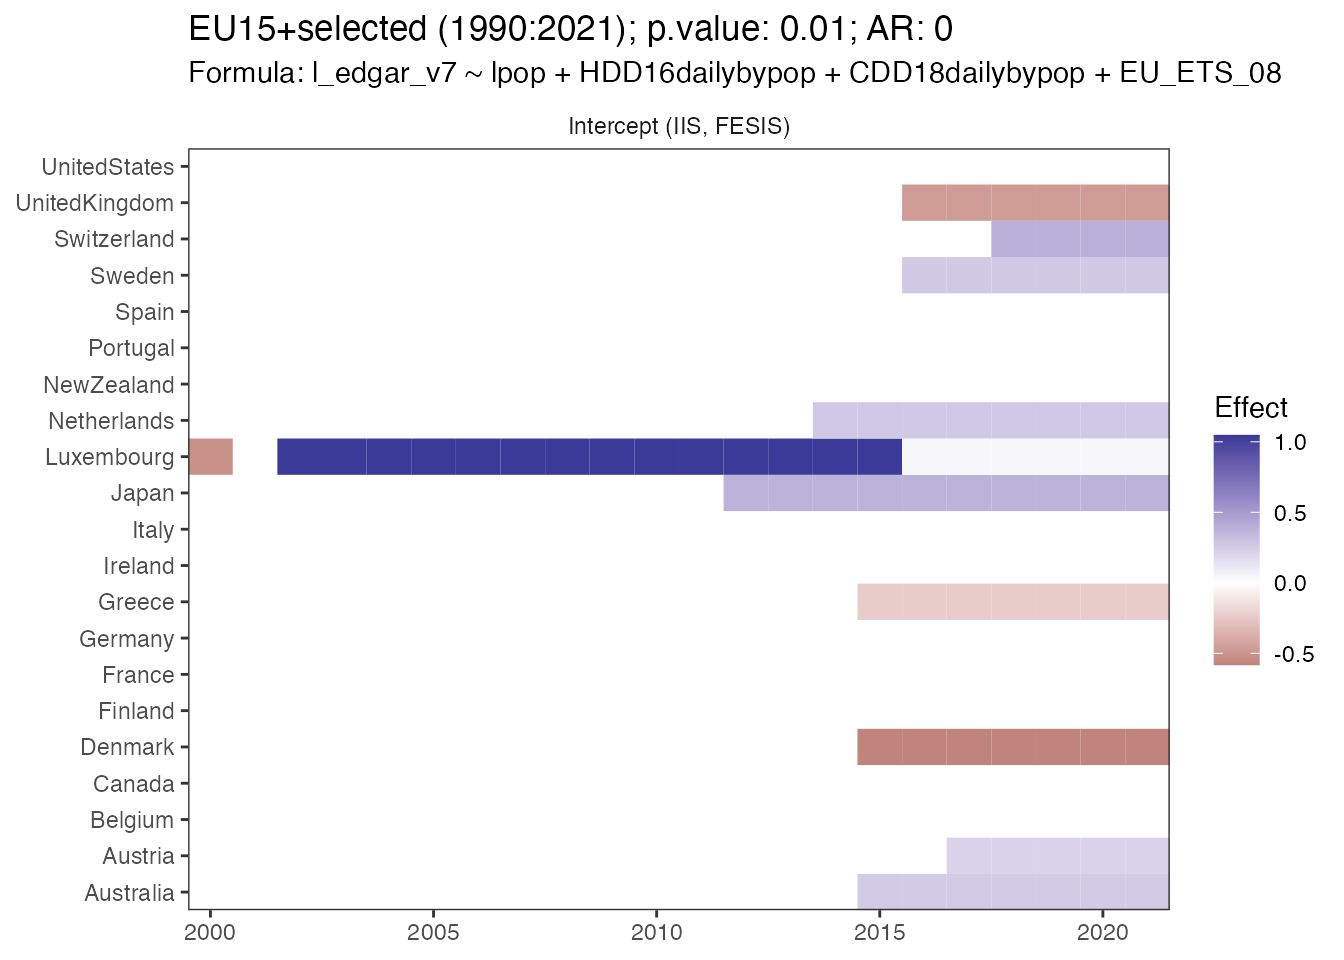 EU15+selected (1990:2021); p.value: 0.01; AR: 0
Formula: l_edgar_v7 ~ lpop + HDD16dailybypop + CDD18dailybypop + EU_ETS_08
Intercept (IIS, FESIS)
UnitedStates
UnitedKingdom
Switzerland
Sweden
Spain
Portugal
NewZealand
Netherlands
Luxembourg
Japan
Italy
Ireland
Greece
Germany
France
Finland
Denmark
Canada
Belgium
Austria
Australia
2000
2005
2010
2015
2020
Effect
1.0
0.5
0.0
-0.5